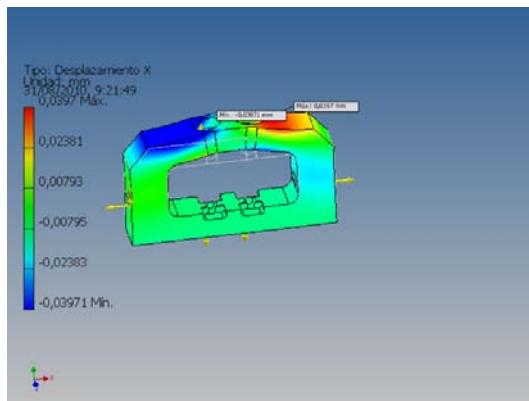 Tipo: Desplazamiento X
Unidad: mm
31/08/2010, 9:21:49
0,0397 Máx.
0,02381
0,00793
-0,00795
-0,02383
-0,03971 Mín.
Mín.: -0,03971 mm
Máx.: 0,0397 mm